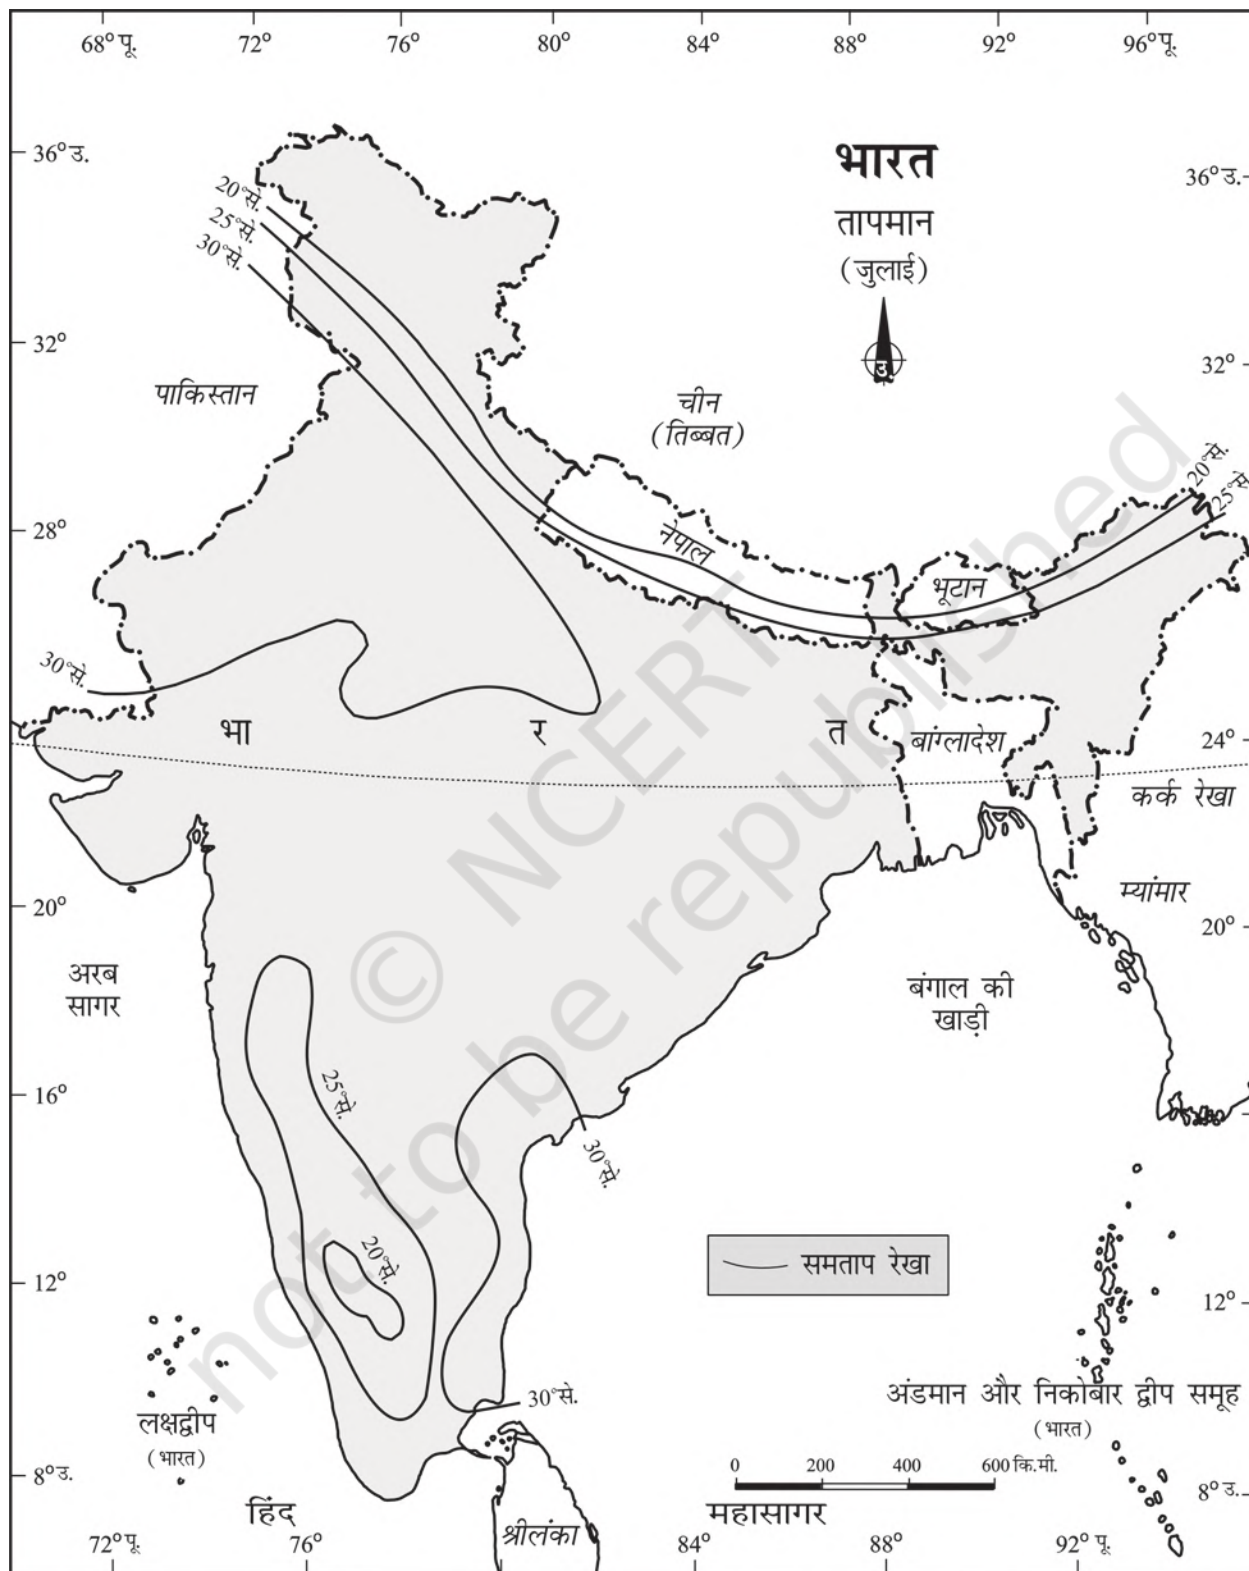 68° पू. 72° 76° 80° 84° 88° 92° 96° पू.
भारत
तापमान
(जुलाई)
उ
36° उ.
36° उ.
20° से.
25° से.
30° से.
32°
32°
पाकिस्तान
चीन
(तिब्बत)
20° से.
25° से.
28°
नेपाल
भूटान
30° से.
भा र त
बांग्लादेश
24°
कर्क रेखा
म्यांमार
20°
20°
अरब
सागर
बंगाल की
खाड़ी
16°
25° से.
30° से.
20° से.
समताप रेखा
12°
12°
30° से.
अंडमान और निकोबार द्वीप समूह
(भारत)
लक्षद्वीप
(भारत)
0 200 400 600 कि.मी.
8° उ.
8° उ.
हिंद
महासागर
श्रीलंका
72° पू. 76° 84° 88° 92° पू.
© NCERT
not to be republished